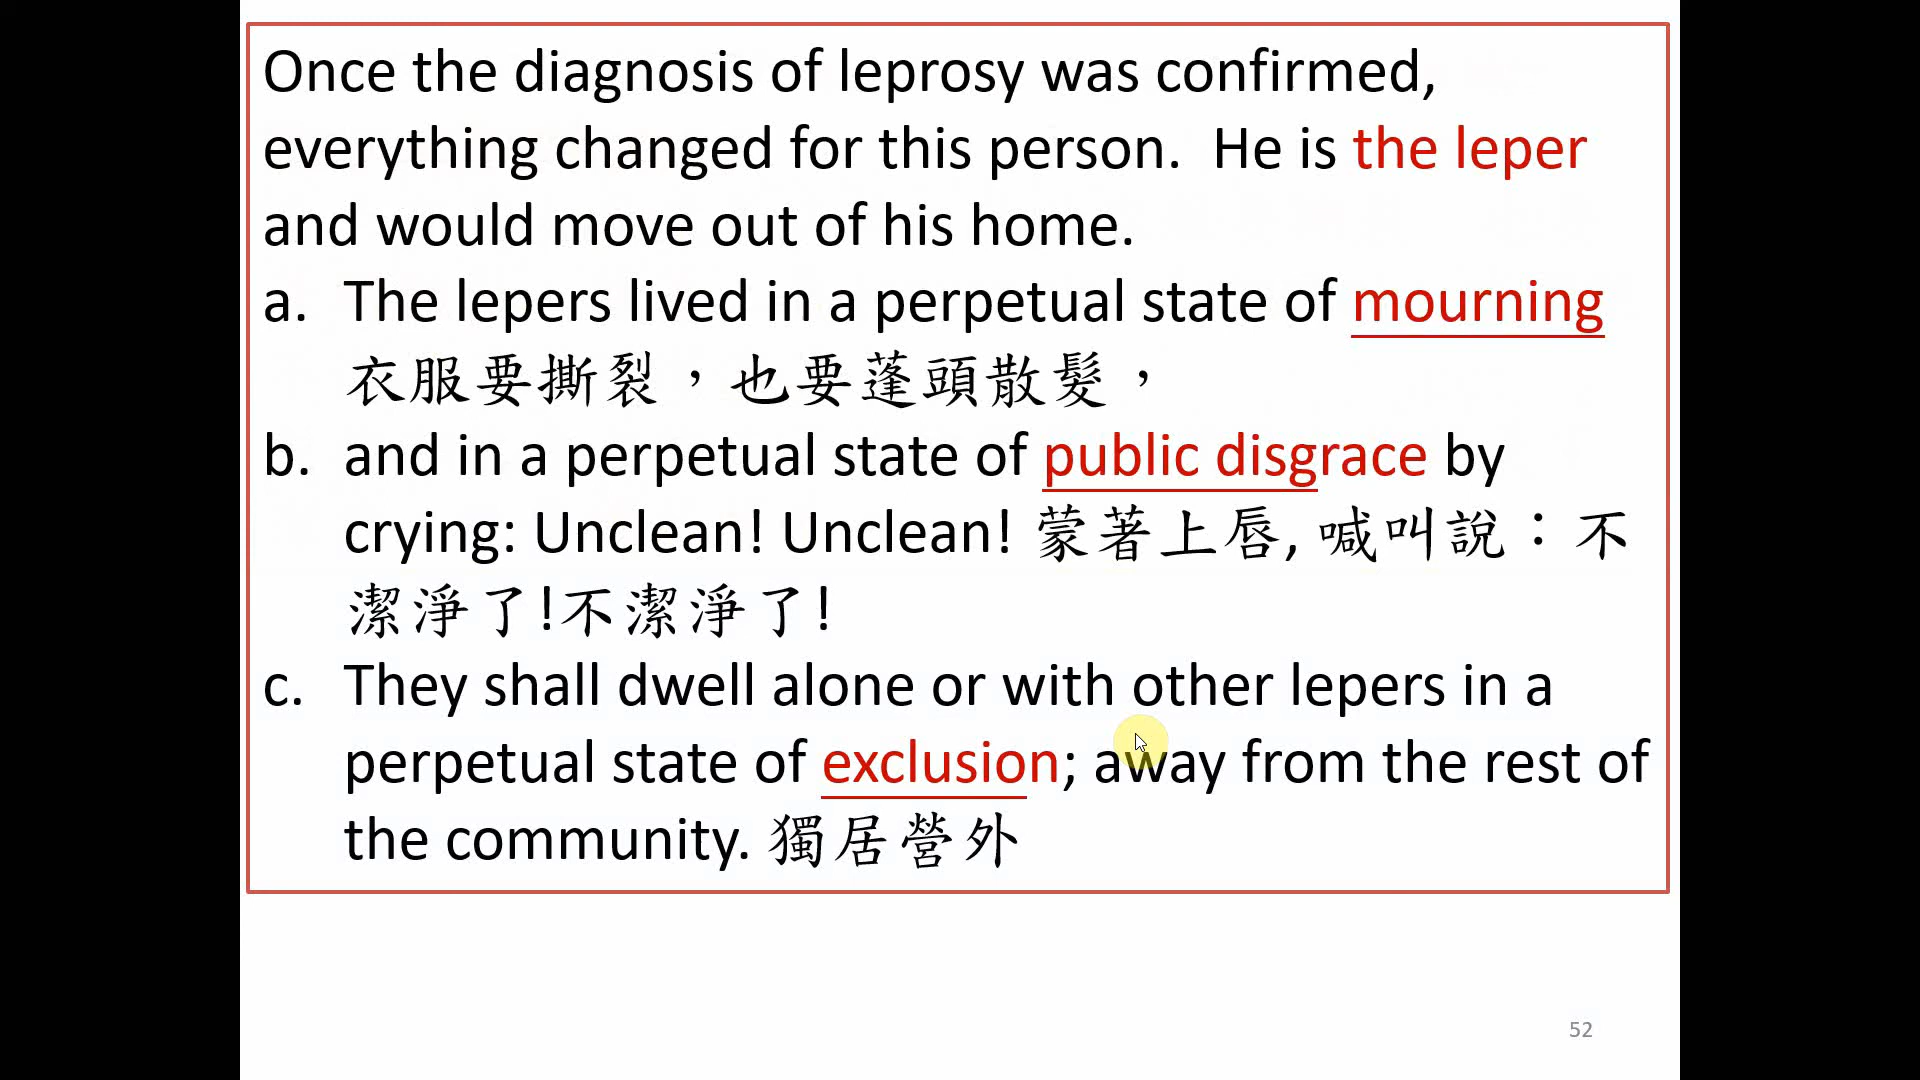 Once the diagnosis of leprosy was confirmed,
everything changed for this person.  He is the leper
and would move out of his home.
a. The lepers lived in a perpetual state of mourning
衣服要撕裂，也要蓬頭散髮，
b. and in a perpetual state of public disgrace by
crying: Unclean! Unclean! 蒙著上唇, 喊叫說：不
潔淨了!不潔淨了!
c. They shall dwell alone or with other lepers in a
perpetual state of exclusion; away from the rest of
the community. 獨居營外
52